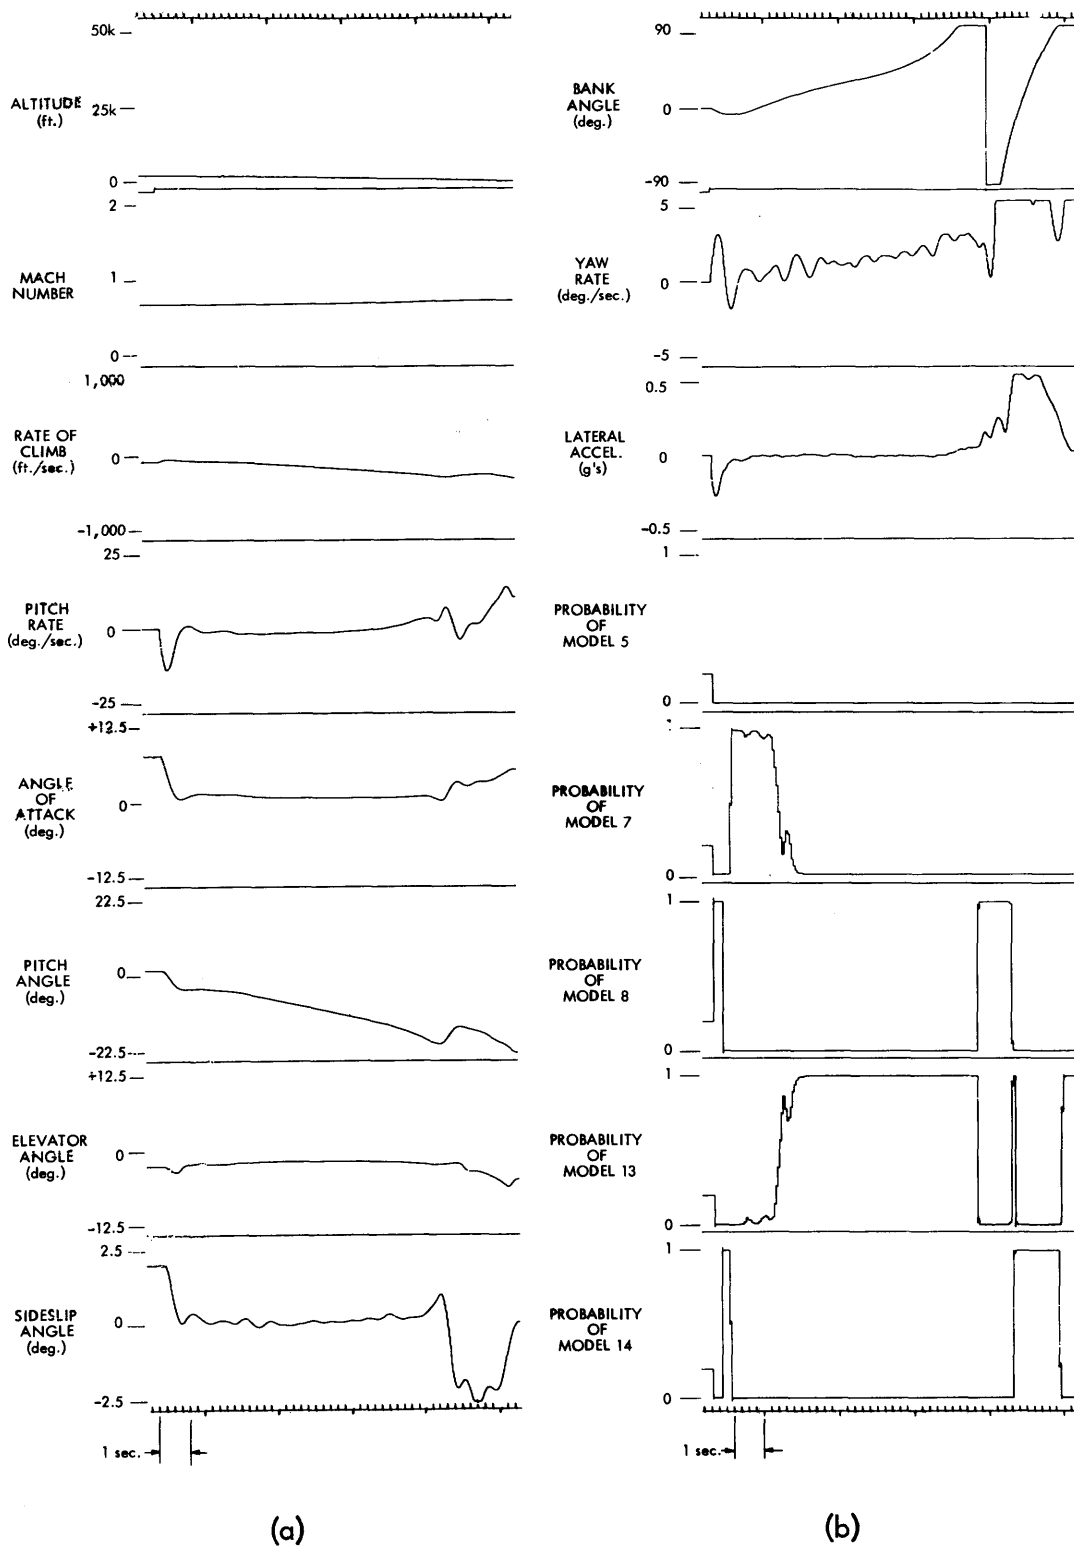 50k
ALTITUDE
(ft.)
25k
0
2
MACH
NUMBER
1
0
1,000
RATE OF
CLIMB
(ft./sec.)
0
-1,000
25
PITCH
RATE
(deg./sec.)
0
-25
+12.5
ANGLE
OF
ATTACK
(deg.)
0
-12.5
22.5
PITCH
ANGLE
(deg.)
0
-22.5
+12.5
ELEVATOR
ANGLE
(deg.)
0
-12.5
2.5
SIDESLIP
ANGLE
(deg.)
0
-2.5
1 sec.
(a)
90
BANK
ANGLE
(deg.)
0
-90
5
YAW
RATE
(deg./sec.)
0
-5
0.5
LATERAL
ACCEL.
(g's)
0
-0.5
1
PROBABILITY
OF
MODEL 5
0
PROBABILITY
OF
MODEL 7
0
1
PROBABILITY
OF
MODEL 8
0
1
PROBABILITY
OF
MODEL 13
0
1
PROBABILITY
OF
MODEL 14
0
1 sec.
(b)